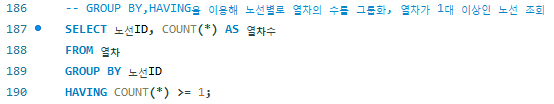 186 -- GROUP BY,HAVING을 이용해 노선별로 열차의 수를 그룹화, 열차가 1대 이상인 노선 조회
187 SELECT 노선ID, COUNT(*) AS 열차수
188 FROM 열차
189 GROUP BY 노선ID
190 HAVING COUNT(*) >= 1;